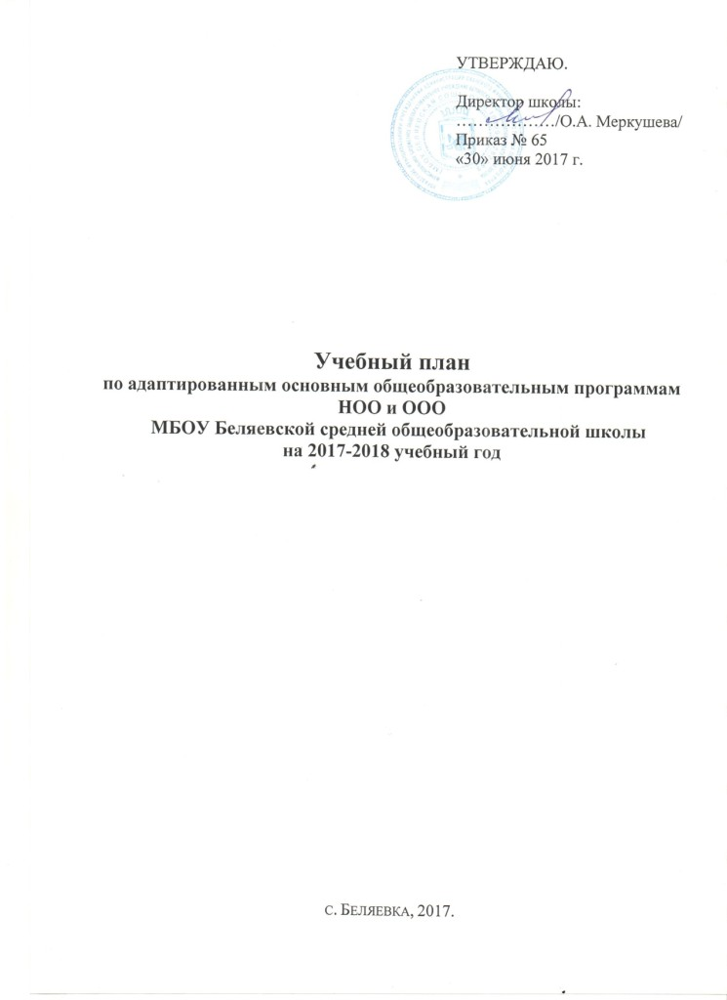 УТВЕРЖДАЮ.
Директор школы:
…………………/О.А. Меркушева/
Приказ № 65
«30» июня 2017 г.
Учебный план
по адаптированным основным общеобразовательным программам
НОО и ООО
МБОУ Беляевской средней общеобразовательной школы
на 2017-2018 учебный год
с. Беляевка, 2017.